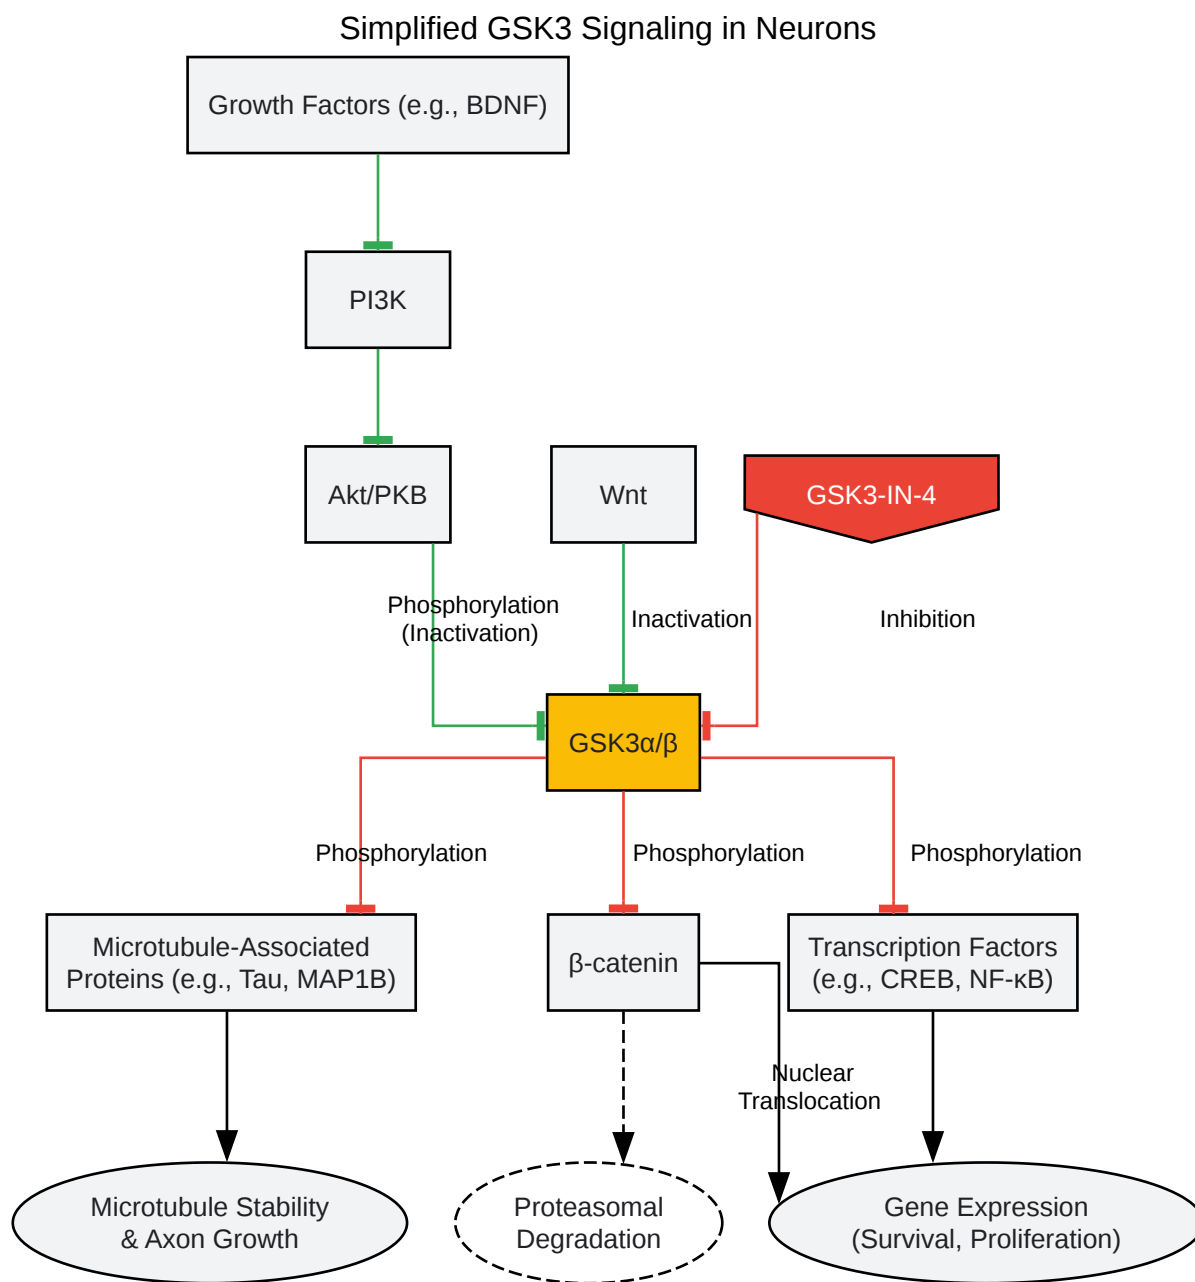 Simplified GSK3 Signaling in Neurons
Growth Factors (e.g., BDNF)
PI3K
Akt/PKB
Wnt
GSK3-IN-4
Phosphorylation
(Inactivation)
Inactivation
Inhibition
GSK3α/β
Phosphorylation
Phosphorylation
Phosphorylation
Microtubule-Associated
Proteins (e.g., Tau, MAP1B)
β-catenin
Transcription Factors
(e.g., CREB, NF-κB)
Nuclear
Translocation
Microtubule Stability
& Axon Growth
Proteasomal
Degradation
Gene Expression
(Survival, Proliferation)